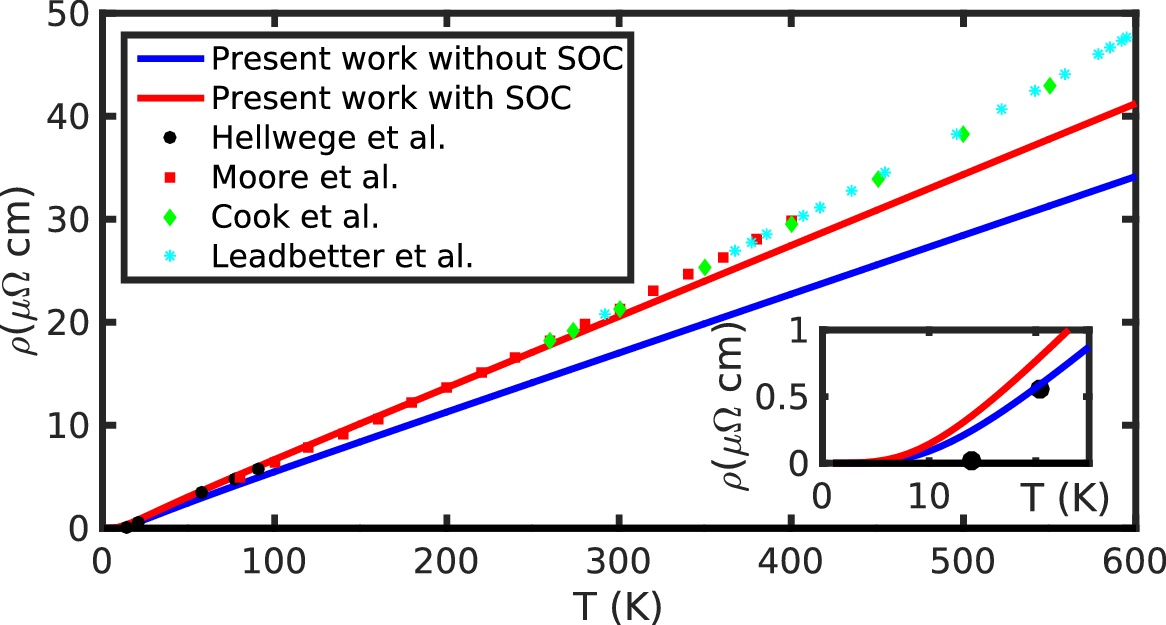 50
40
30
20
10
0
ρ(μΩ cm)
Present work without SOC
Present work with SOC
Hellwege et al.
Moore et al.
Cook et al.
Leadbetter et al.
1
0.5
0
ρ(μΩ cm)
0 10 T (K)
0 100 200 300 400 500 600
T (K)